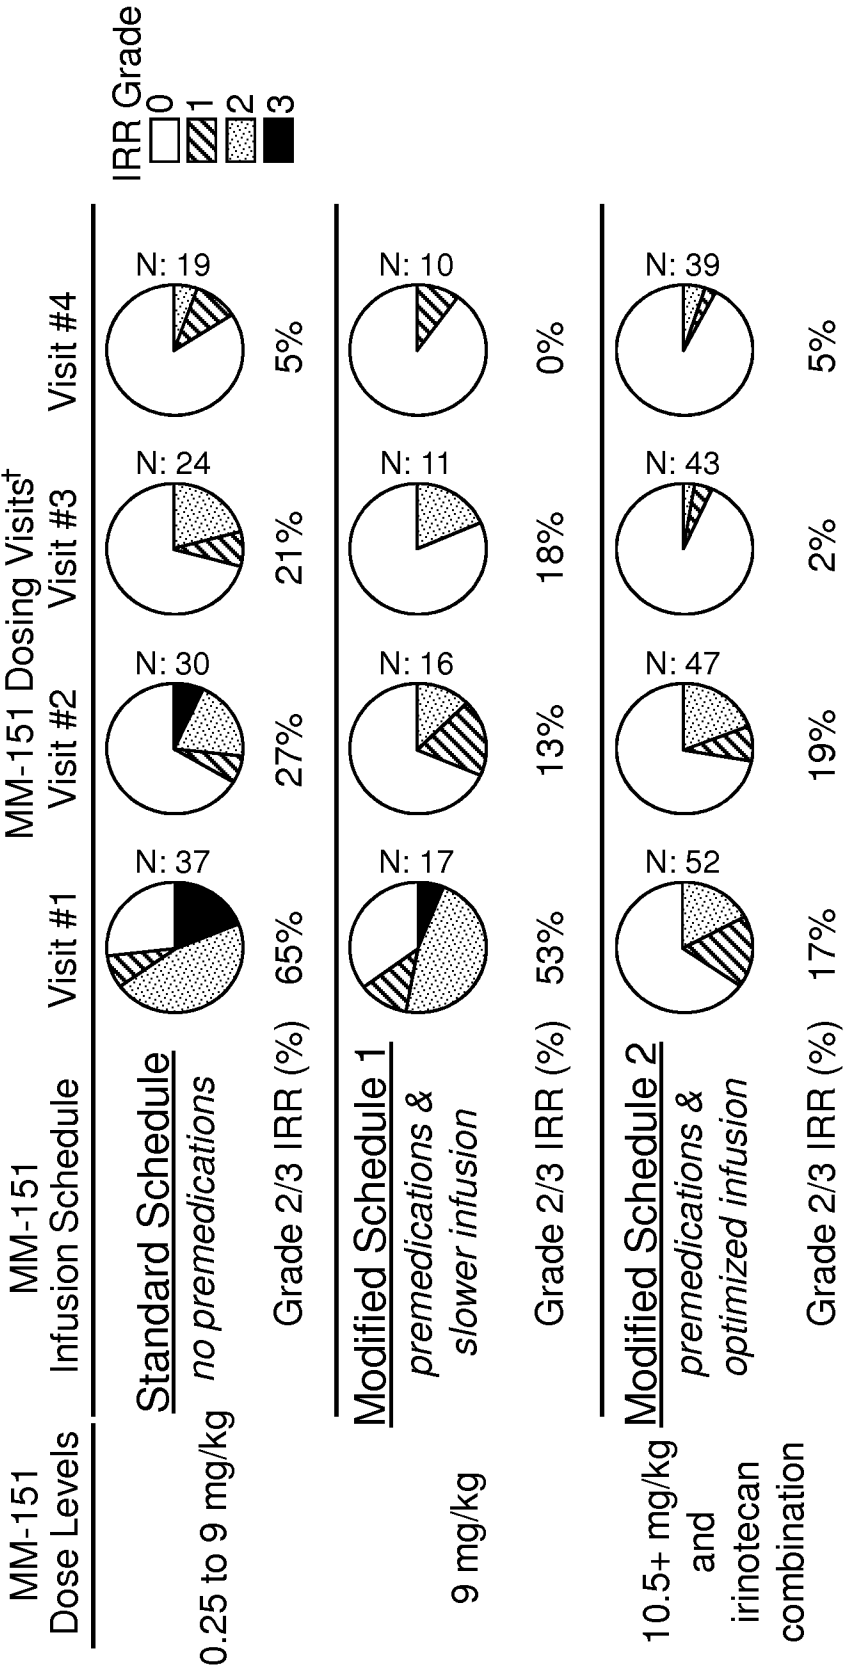 MM-151 Dosing Visits†
MM-151
Dose Levels
MM-151
Infusion Schedule
Visit #1
Visit #2
Visit #3
Visit #4
IRR Grade
0
1
2
3
0.25 to 9 mg/kg
Standard Schedule
no premedications
N: 37
N: 30
N: 24
N: 19
Grade 2/3 IRR (%)
65%
27%
21%
5%
9 mg/kg
Modified Schedule 1
premedications &
slower infusion
N: 17
N: 16
N: 11
N: 10
Grade 2/3 IRR (%)
53%
13%
18%
0%
10.5+ mg/kg
and
irinotecan
combination
Modified Schedule 2
premedications &
optimized infusion
N: 52
N: 47
N: 43
N: 39
Grade 2/3 IRR (%)
17%
19%
2%
5%